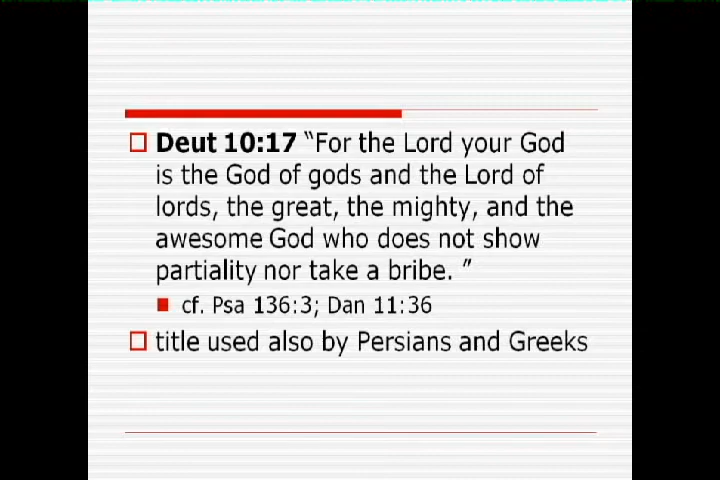 Deut 10:17 “For the Lord your God
is the God of gods and the Lord of
lords, the great, the mighty, and the
awesome God who does not show
partiality nor take a bribe. ”
cf. Psa 136:3; Dan 11:36
title used also by Persians and Greeks